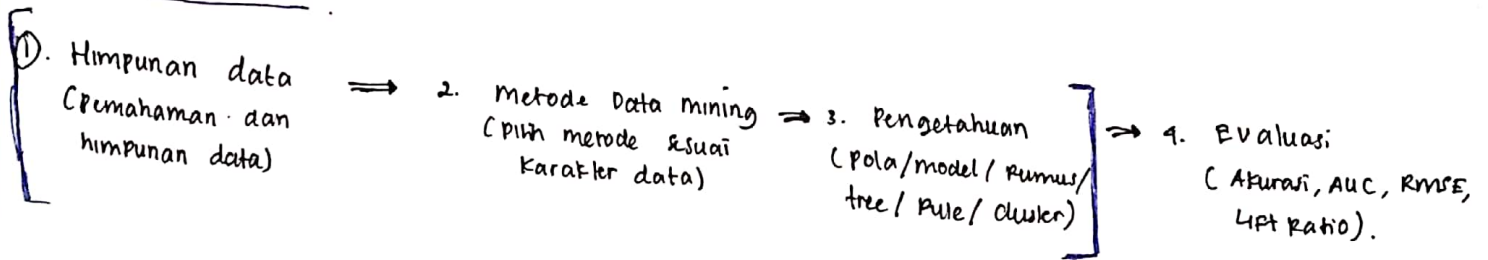 ①. Himpunan data
(pemahaman dan
himpunan data)
⟹
2. Metode Data mining
(pilih metode sesuai
karakter data)
→
3. Pengetahuan
(pola/model/Rumus/
tree/Rule/cluster)
→
4. Evaluasi
(Akurasi, AUC, RMSE,
Lift Ratio).